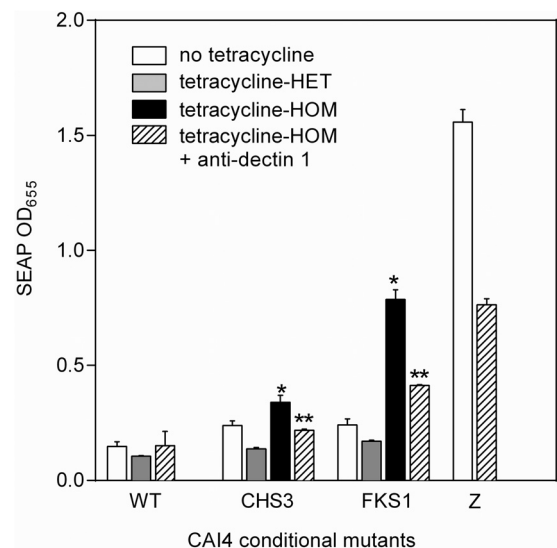 2.0
no tetracycline
tetracycline-HET
tetracycline-HOM
tetracycline-HOM
+ anti-dectin 1
1.5
SEAP OD655
1.0
*
**
0.5
*
**
0.0
WT CHS3 FKS1 Z
CAI4 conditional mutants